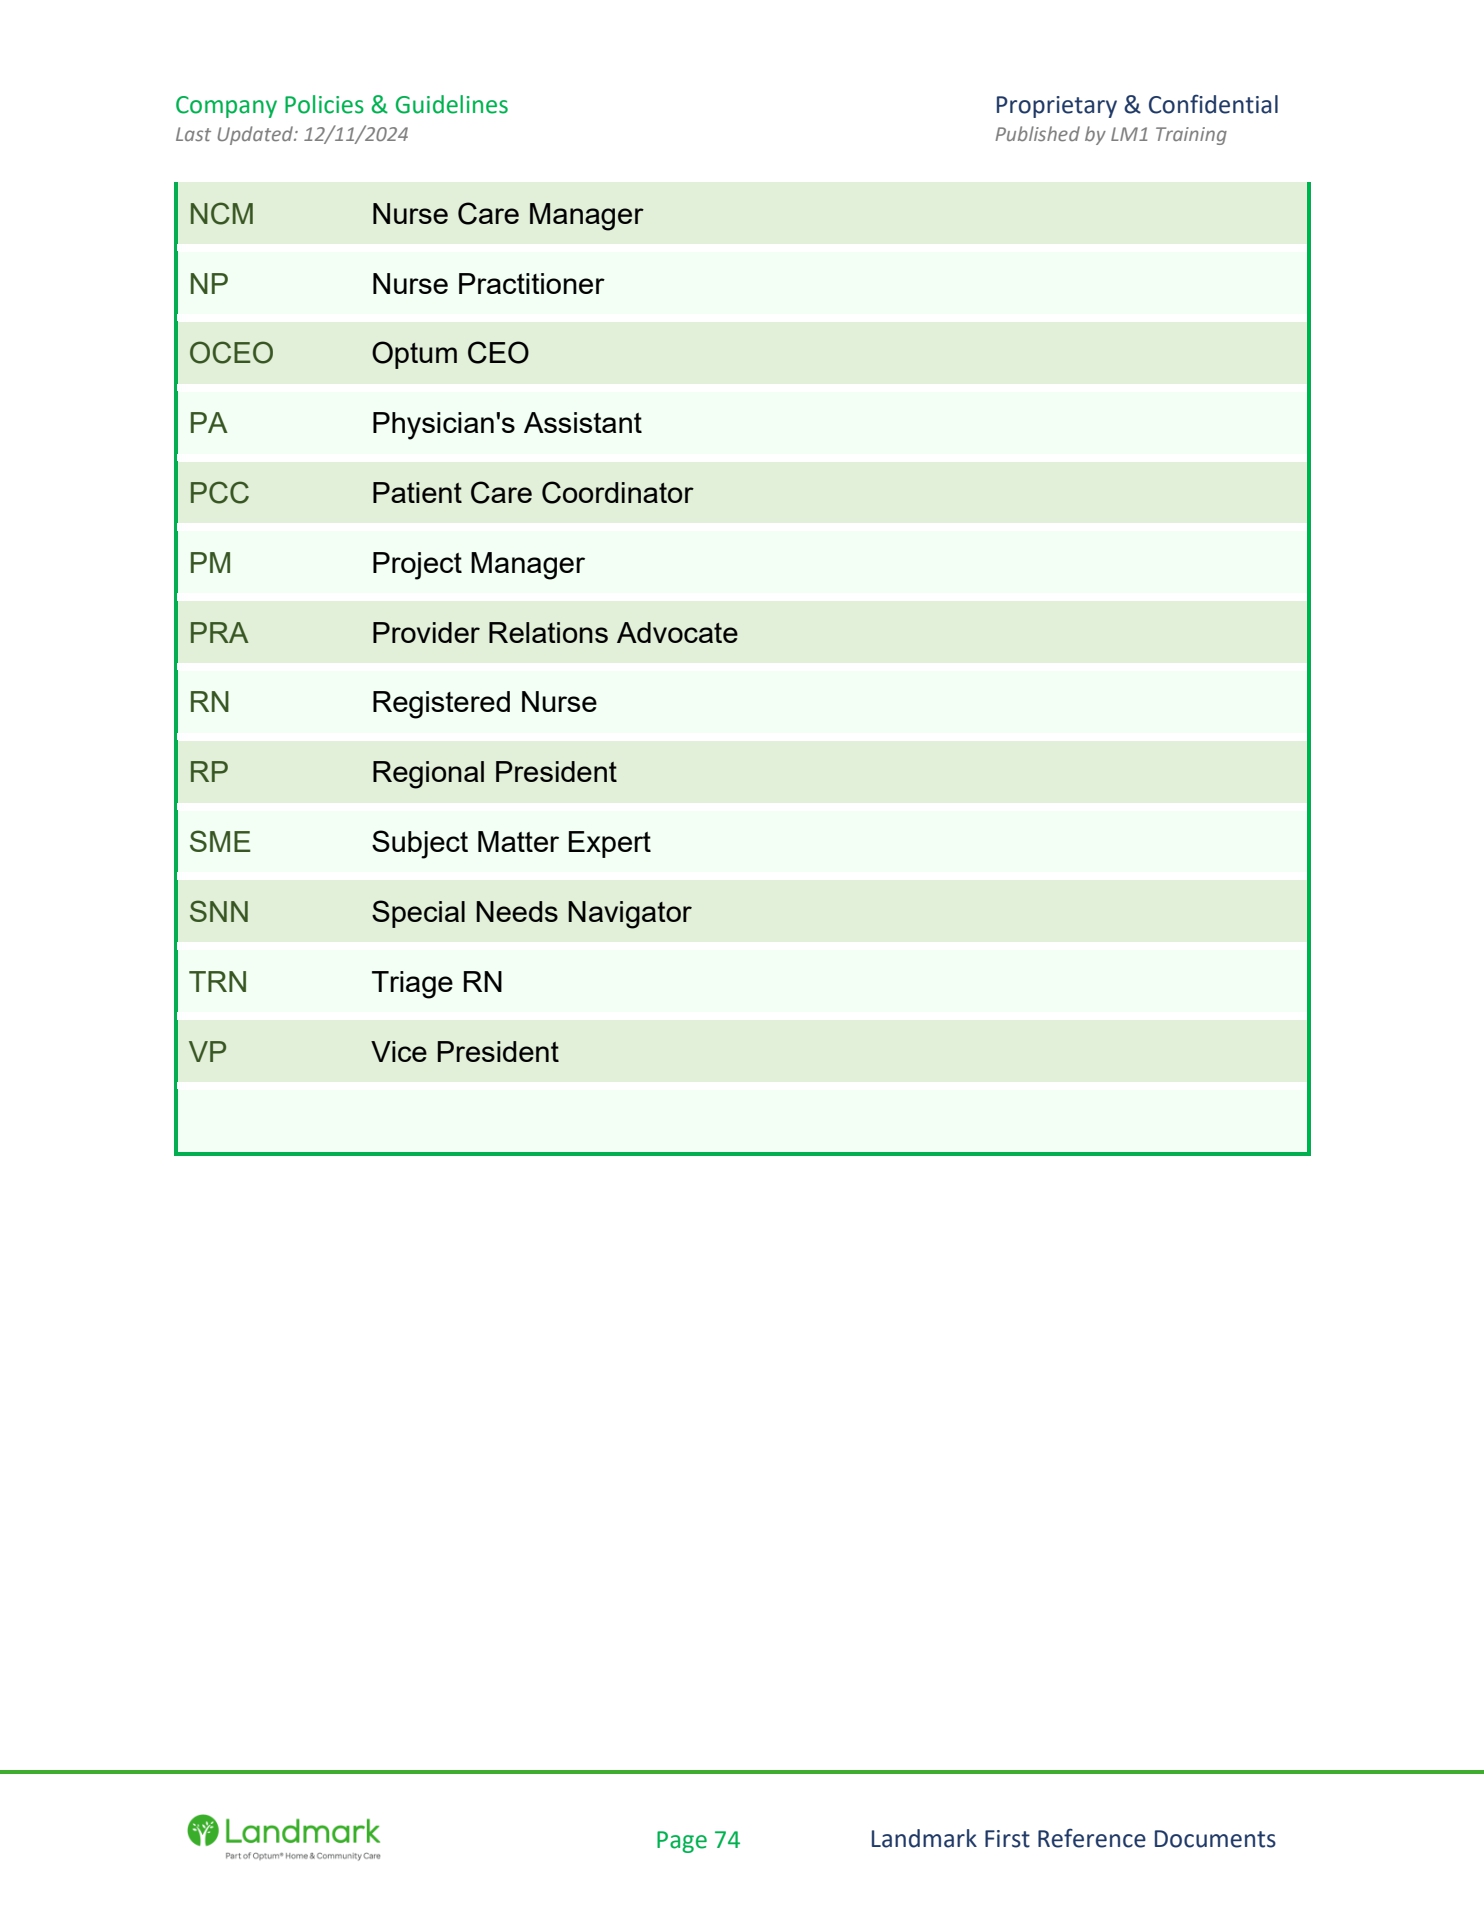 Company Policies & Guidelines
Proprietary & Confidential
Last Updated: 12/11/2024
Published by LM1 Training
NCM Nurse Care Manager
NP Nurse Practitioner
OCEO Optum CEO
PA Physician's Assistant
PCC Patient Care Coordinator
PM Project Manager
PRA Provider Relations Advocate
RN Registered Nurse
RP Regional President
SME Subject Matter Expert
SNN Special Needs Navigator
TRN Triage RN
VP Vice President
Landmark
Part of Optum® Home & Community Care
Page 74
Landmark First Reference Documents